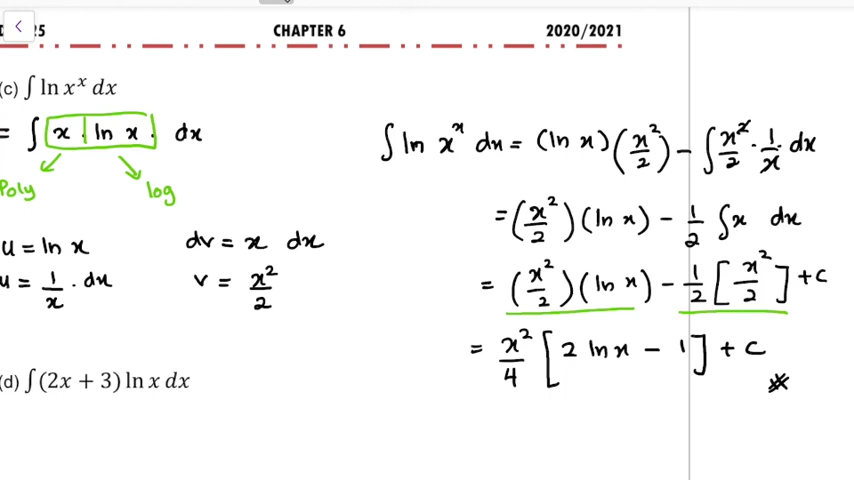 25 CHAPTER 6 2020/2021
(c) ∫ ln xˣ dx
= ∫ x · ln x · dx
Poly log
u = ln x dv = x dx
u = 1/x · dx v = x²/2
∫ ln xˣ dx = (ln x)(x²/2) − ∫ x²/2 · 1/x dx
= (x²/2)(ln x) − 1/2 ∫ x dx
= (x²/2)(ln x) − 1/2 [x²/2] + c
= x²/4 [2 ln x − 1] + c
(d) ∫ (2x + 3) ln x dx